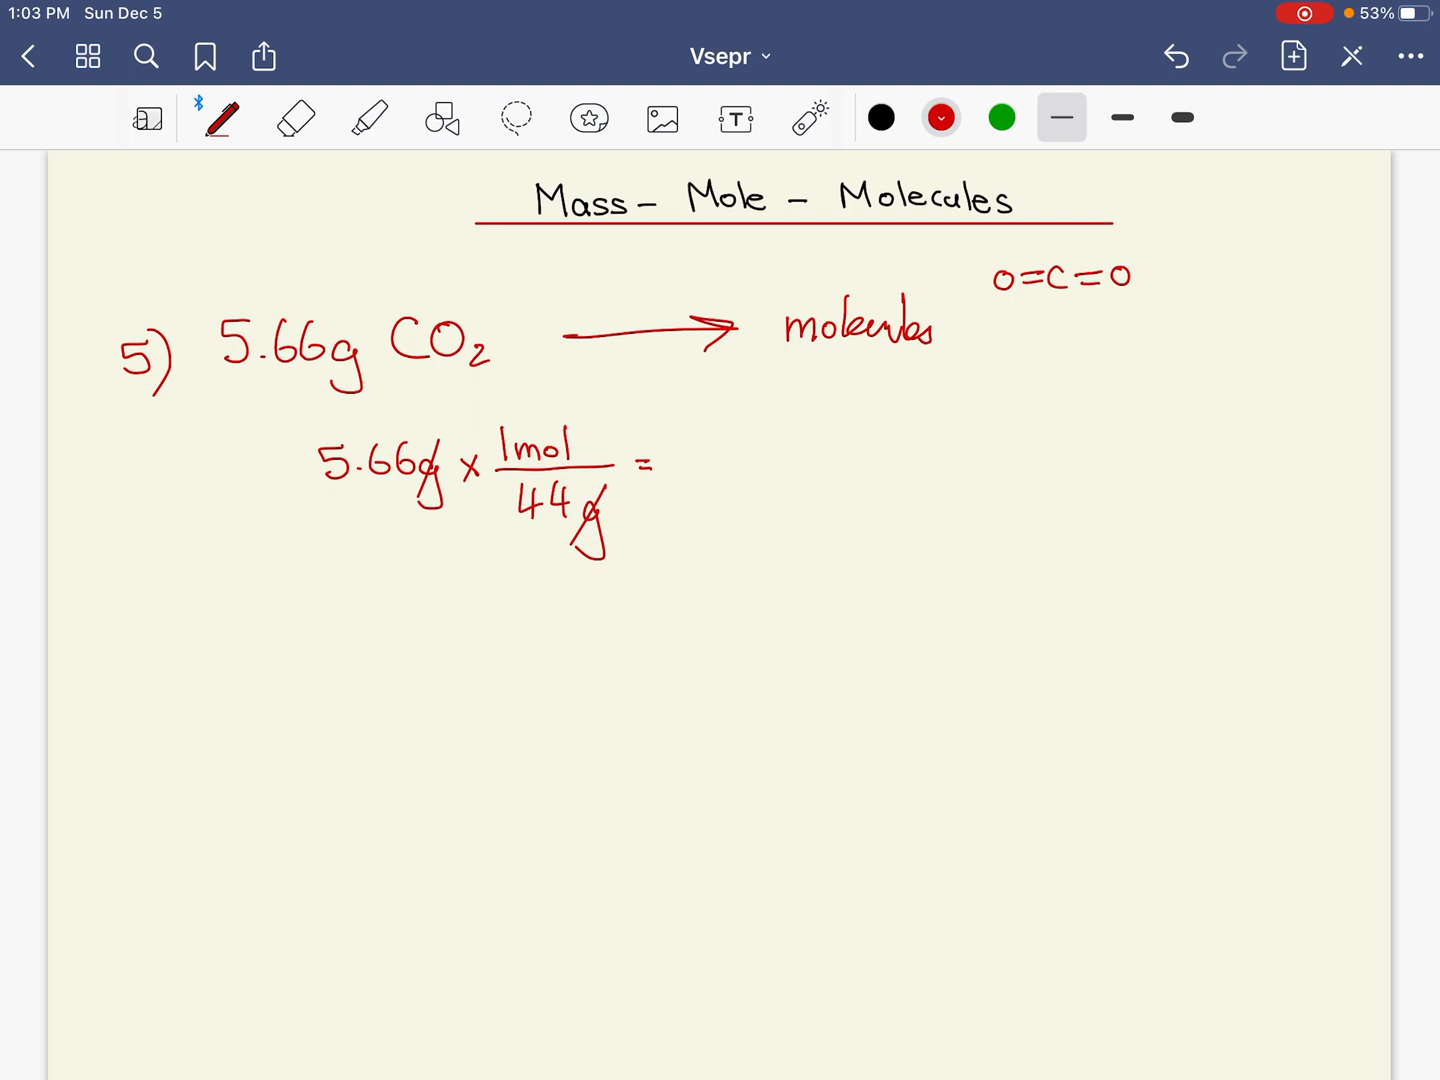 1:03 PM Sun Dec 5
53%
Vsepr
Mass - Mole - Molecules
O=C=O
5) 5.66g CO₂ → molecules
5.66g × 1mol/44g =